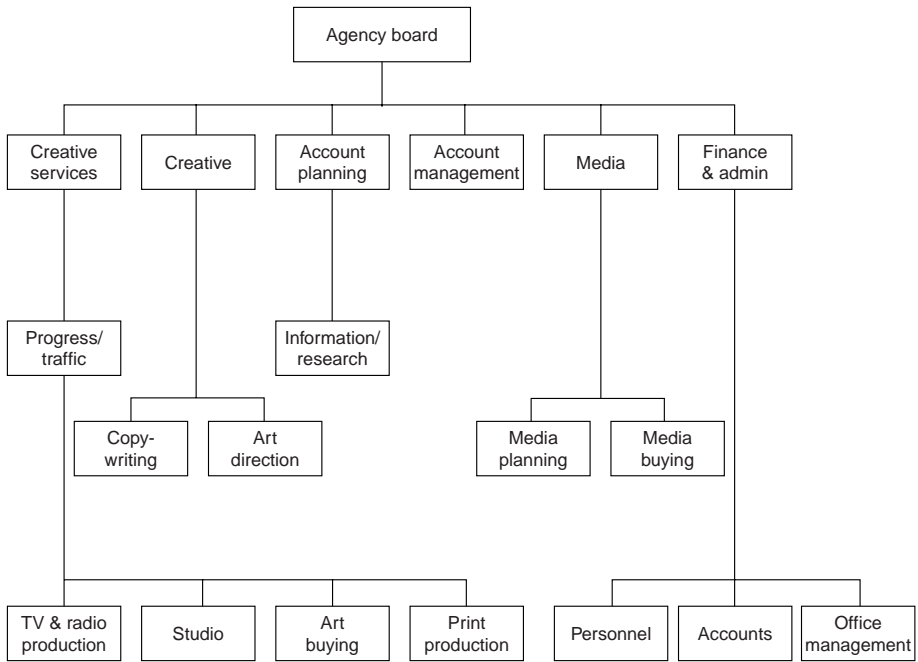 Agency board
Creative
services
Creative
Account
planning
Account
management
Media
Finance
& admin
Progress/
traffic
Information/
research
Copy-
writing
Art
direction
Media
planning
Media
buying
TV & radio
production
Studio
Art
buying
Print
production
Personnel
Accounts
Office
management